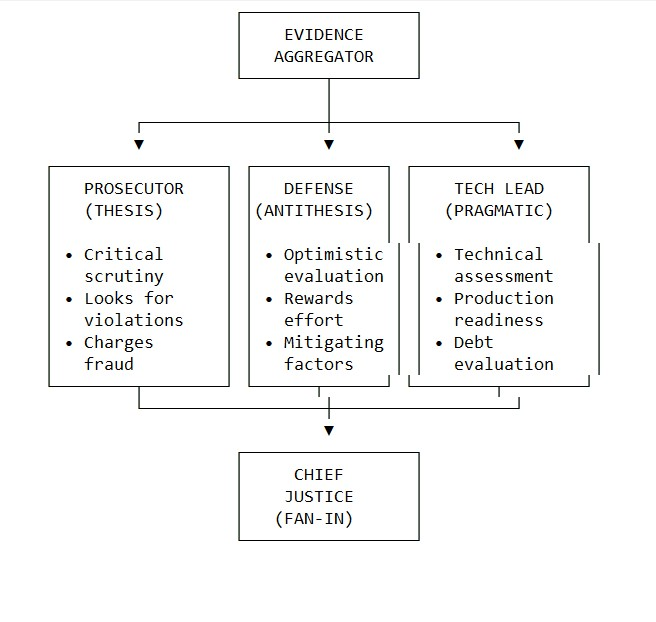 EVIDENCE
AGGREGATOR
PROSECUTOR
(THESIS)
• Critical
scrutiny
• Looks for
violations
• Charges
fraud
DEFENSE
(ANTITHESIS)
• Optimistic
evaluation
• Rewards
effort
• Mitigating
factors
TECH LEAD
(PRAGMATIC)
• Technical
assessment
• Production
readiness
• Debt
evaluation
CHIEF
JUSTICE
(FAN-IN)